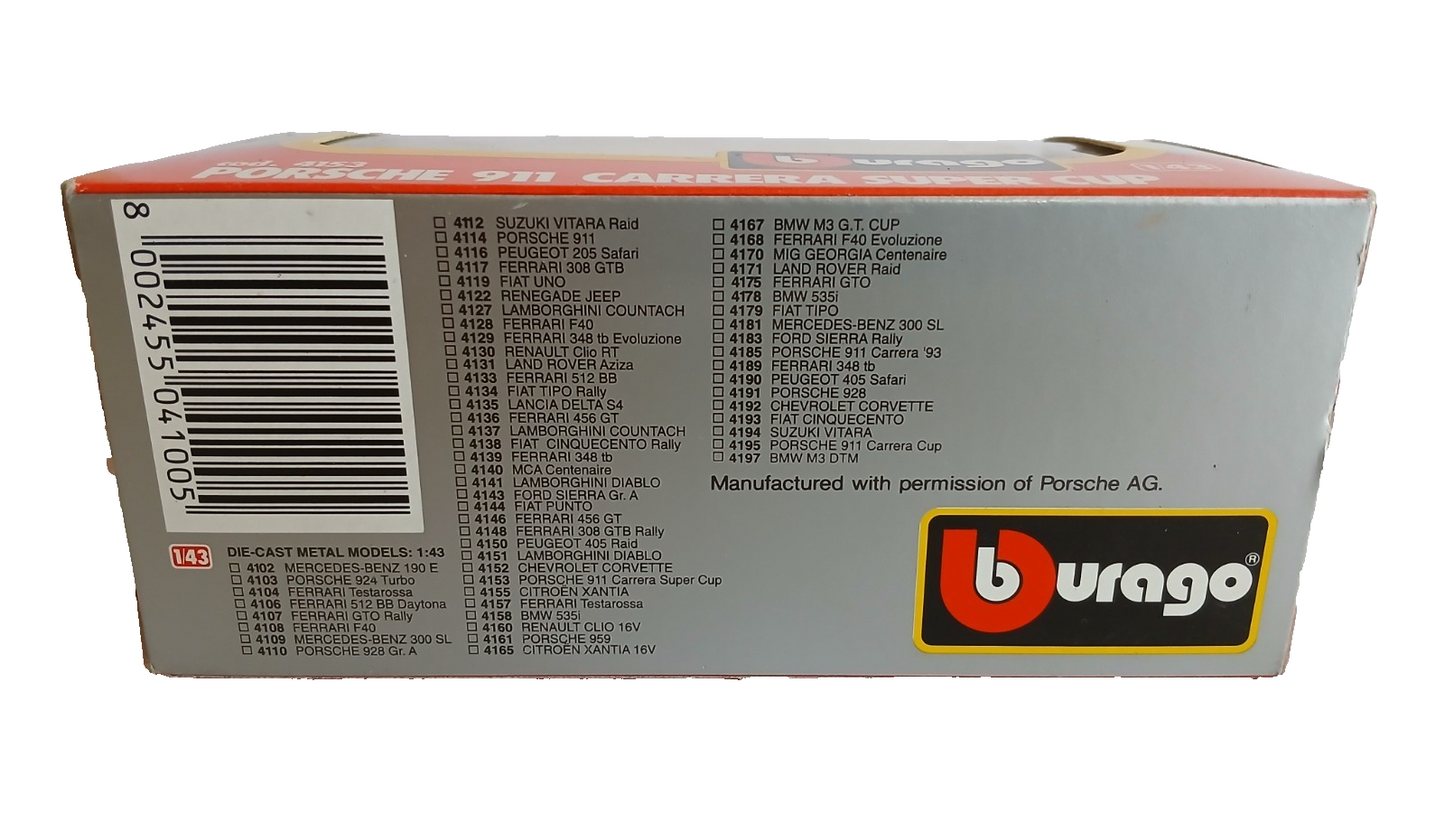 cod. 4153
PORSCHE 911 CARRERA SUPER CUP
burago
1/43
8 002455 041005
1/43
DIE-CAST METAL MODELS: 1:43
4102 MERCEDES-BENZ 190 E
4103 PORSCHE 924 Turbo
4104 FERRARI Testarossa
4106 FERRARI 512 BB Daytona
4107 FERRARI GTO Rally
4108 FERRARI F40
4109 MERCEDES-BENZ 300 SL
4110 PORSCHE 928 Gr. A
4112 SUZUKI VITARA Raid
4114 PORSCHE 911
4116 PEUGEOT 205 Safari
4117 FERRARI 308 GTB
4119 FIAT UNO
4122 RENEGADE JEEP
4127 LAMBORGHINI COUNTACH
4128 FERRARI F40
4129 FERRARI 348 tb Evoluzione
4130 RENAULT Clio RT
4131 LAND ROVER Aziza
4133 FERRARI 512 BB
4134 FIAT TIPO Rally
4135 LANCIA DELTA S4
4136 FERRARI 456 GT
4137 LAMBORGHINI COUNTACH
4138 FIAT CINQUECENTO Rally
4139 FERRARI 348 tb
4140 MCA Centenaire
4141 LAMBORGHINI DIABLO
4143 FORD SIERRA Gr. A
4144 FIAT PUNTO
4146 FERRARI 456 GT
4148 FERRARI 308 GTB Rally
4150 PEUGEOT 405 Raid
4151 LAMBORGHINI DIABLO
4152 CHEVROLET CORVETTE
4153 PORSCHE 911 Carrera Super Cup
4155 CITROËN XANTIA
4157 FERRARI Testarossa
4158 BMW 535i
4160 RENAULT CLIO 16V
4161 PORSCHE 959
4165 CITROËN XANTIA 16V
4167 BMW M3 G.T. CUP
4168 FERRARI F40 Evoluzione
4170 MIG GEORGIA Centenaire
4171 LAND ROVER Raid
4175 FERRARI GTO
4178 BMW 535i
4179 FIAT TIPO
4181 MERCEDES-BENZ 300 SL
4183 FORD SIERRA Rally
4185 PORSCHE 911 Carrera '93
4189 FERRARI 348 tb
4190 PEUGEOT 405 Safari
4191 PORSCHE 928
4192 CHEVROLET CORVETTE
4193 FIAT CINQUECENTO
4194 SUZUKI VITARA
4195 PORSCHE 911 Carrera Cup
4197 BMW M3 DTM
Manufactured with permission of Porsche AG.
burago®